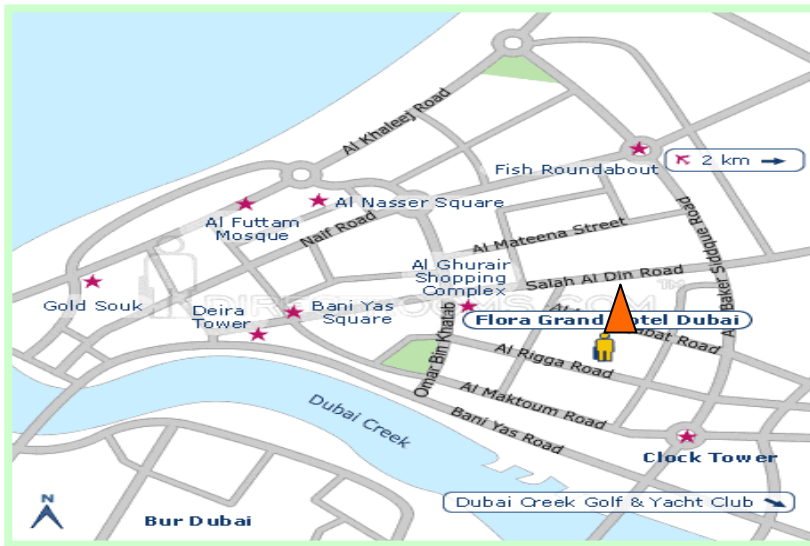 Al Khaleej Road
Fish Roundabout
2 km
Al Nasser Square
Al Futtam
Mosque
Naif Road
Al Mateena Street
Al Ghurair
Shopping
Complex
Salah Al Din Road
Baker Siddque Road
Gold Souk
Deira
Tower
Bani Yas
Square
Flora Grand Hotel Dubai
Road
Omar Bin Khatab
Al Rigga Road
Al Maktoum Road
Bani Yas Road
Dubai Creek
Clock Tower
Dubai Creek Golf & Yacht Club
N
Bur Dubai